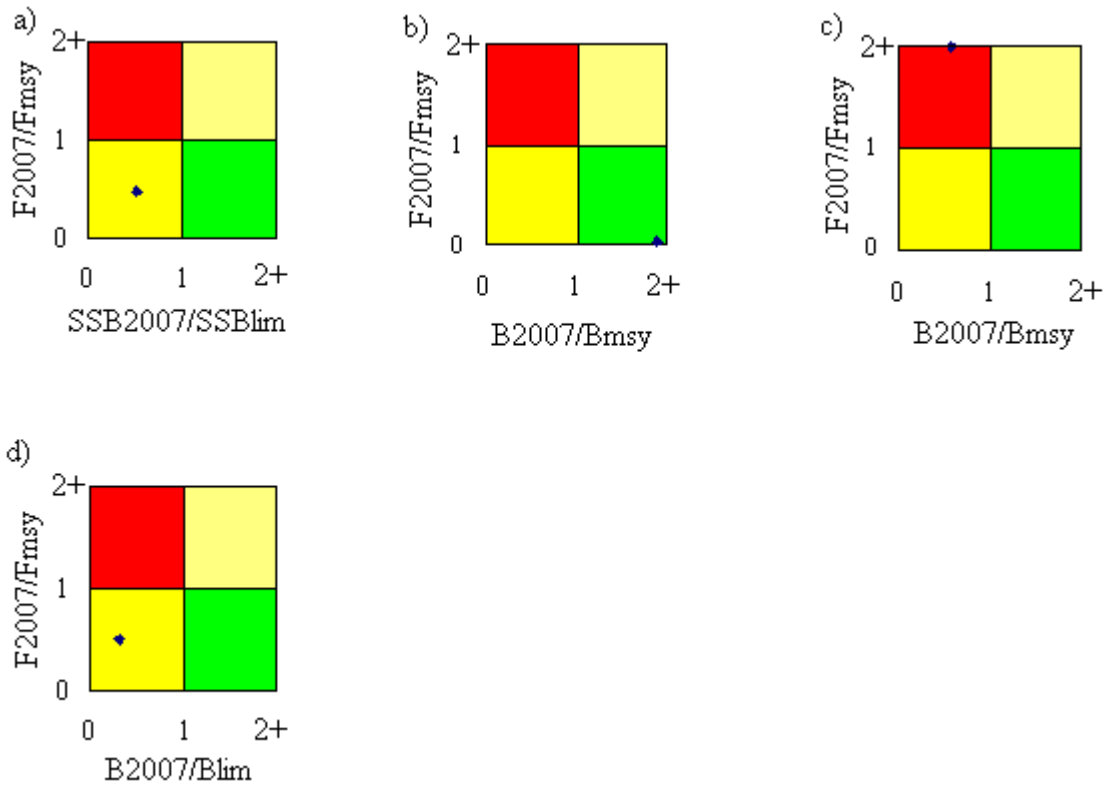 a)
2+
1
0
F2007/Fmsy
0 1 2+
SSB2007/SSBlim
b)
2+
1
0
F2007/Fmsy
0 1 2+
B2007/Bmsy
c)
2+
1
0
F2007/Fmsy
0 1 2+
B2007/Bmsy
d)
2+
1
0
F2007/Fmsy
0 1 2+
B2007/Blim